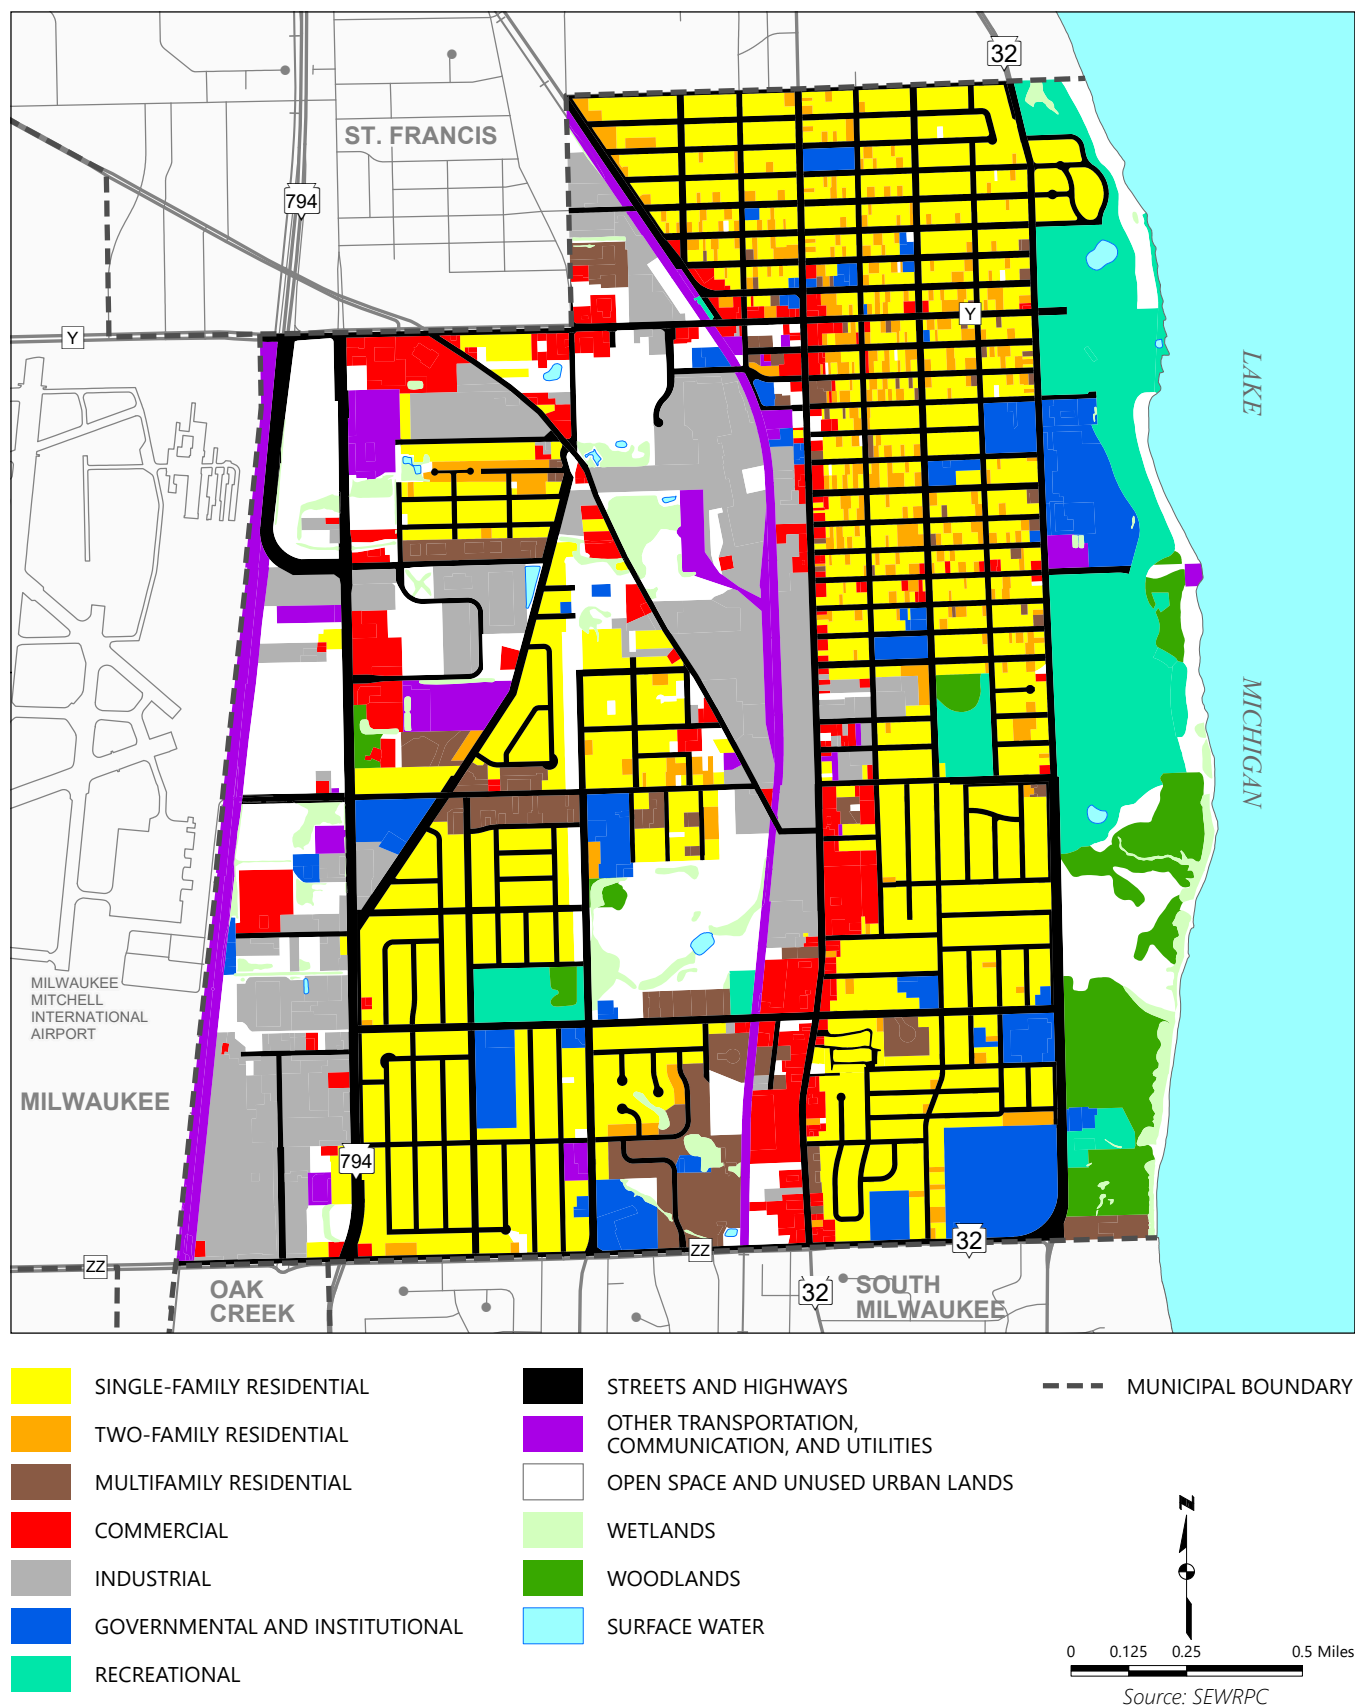 32
ST. FRANCIS
794
Y
Y
LAKE
MICHIGAN
MILWAUKEE
MITCHELL
INTERNATIONAL
AIRPORT
MILWAUKEE
794
ZZ
ZZ
32
32
OAK
CREEK
SOUTH
MILWAUKEE
SINGLE-FAMILY RESIDENTIAL
TWO-FAMILY RESIDENTIAL
MULTIFAMILY RESIDENTIAL
COMMERCIAL
INDUSTRIAL
GOVERNMENTAL AND INSTITUTIONAL
RECREATIONAL
STREETS AND HIGHWAYS
OTHER TRANSPORTATION,
COMMUNICATION, AND UTILITIES
OPEN SPACE AND UNUSED URBAN LANDS
WETLANDS
WOODLANDS
SURFACE WATER
MUNICIPAL BOUNDARY
N
0 0.125 0.25 0.5 Miles
Source: SEWRPC